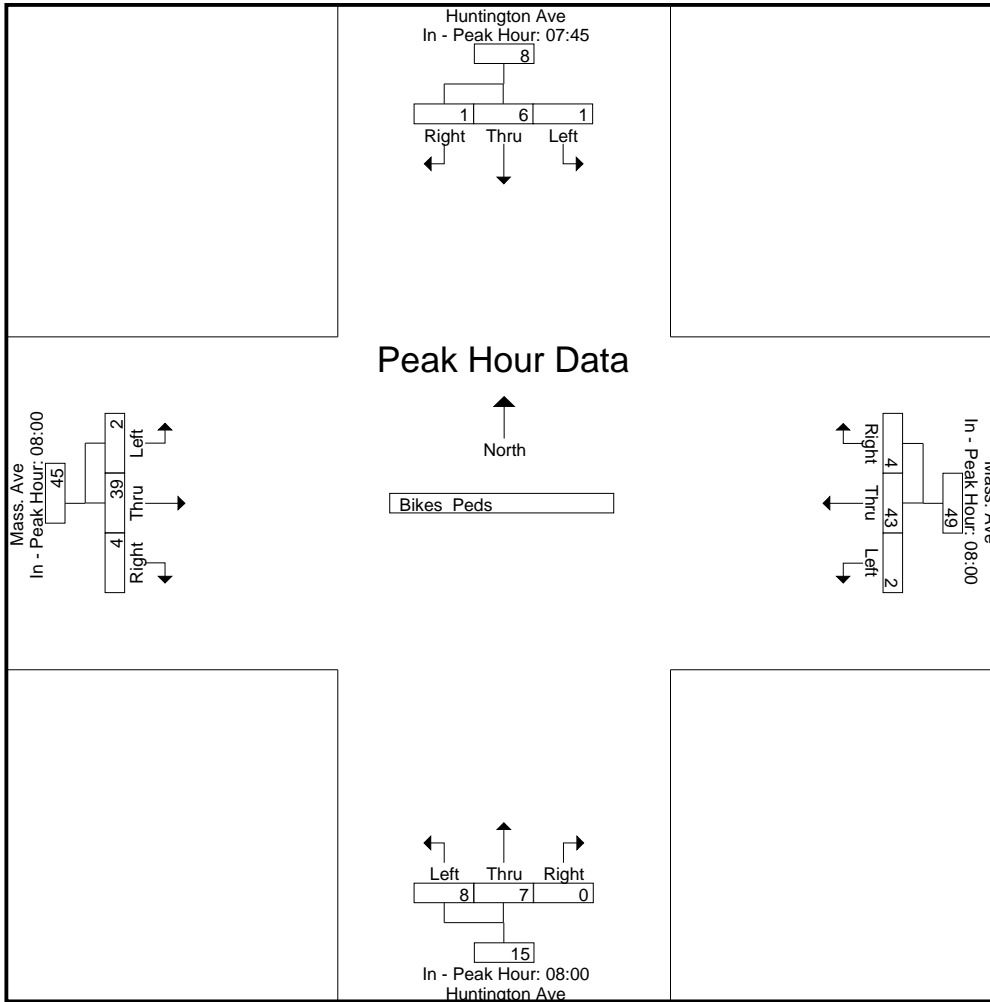 Huntington Ave
In - Peak Hour: 07:45
8
1 6 1
Right Thru Left
Peak Hour Data
North
Bikes Peds
Mass. Ave
In - Peak Hour: 08:00
45
2 39 4
Left Thru Right
Mass. Ave
In - Peak Hour: 08:00
49
4 43 2
Right Thru Left
Left Thru Right
8 7 0
15
In - Peak Hour: 08:00
Huntington Ave